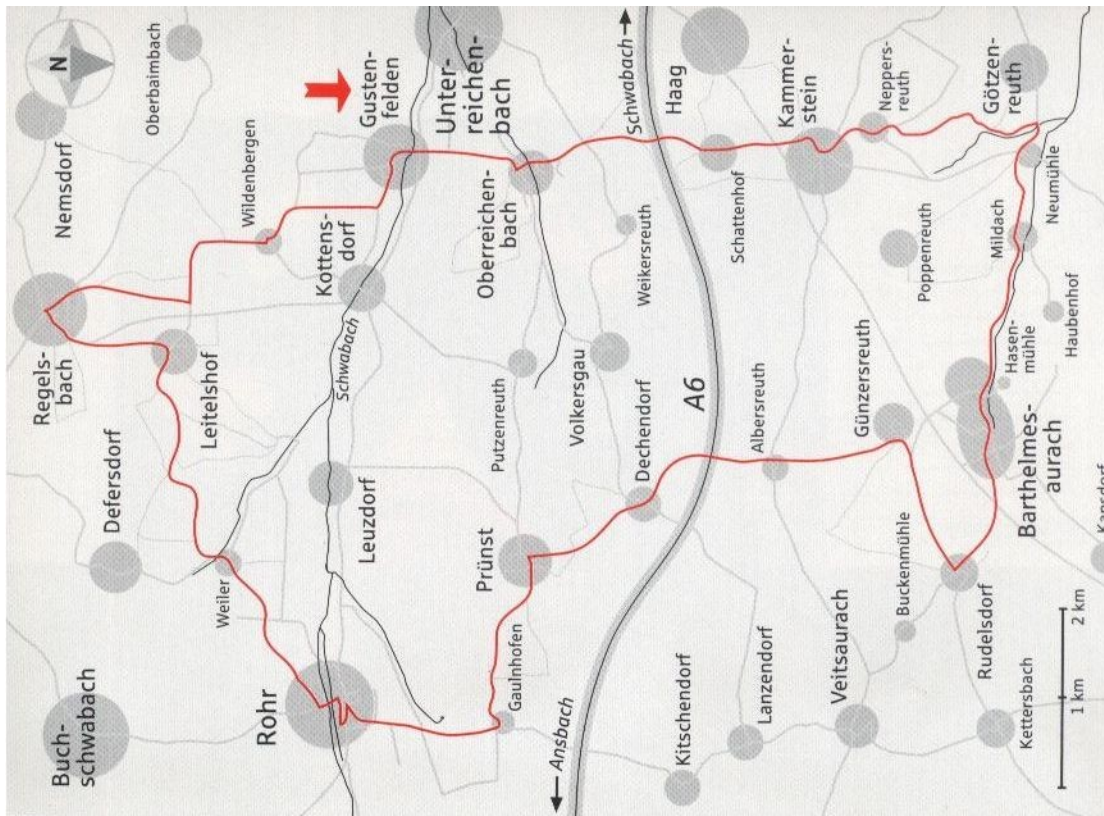 N
Nemsdorf
Oberbaimbach
Regels-
bach
Wildenbergen
Gusten-
felden
Unter-
reichen-
bach
Schwabach
Haag
Kammer-
stein
Neppers-
reuth
Götzen-
reuth
Leitelshof
Kottens-
dorf
Oberreichen-
bach
Weikersreuth
Schattenhof
Poppenreuth
Mildach
Neumühle
Defersdorf
Schwabach
Leuzdorf
Putzenreuth
Volkersgau
Dechendorf
A6
Albersreuth
Günzersreuth
Hasen-
mühle
Haubenhof
Barthelmes-
aurach
Buch-
schwabach
Weiler
Rohr
Prünst
Gaulnhofen
Ansbach
Kitschendorf
Lanzendorf
Veitsaurach
Buckenmühle
Rudelsdorf
Kettersbach
1 km
2 km